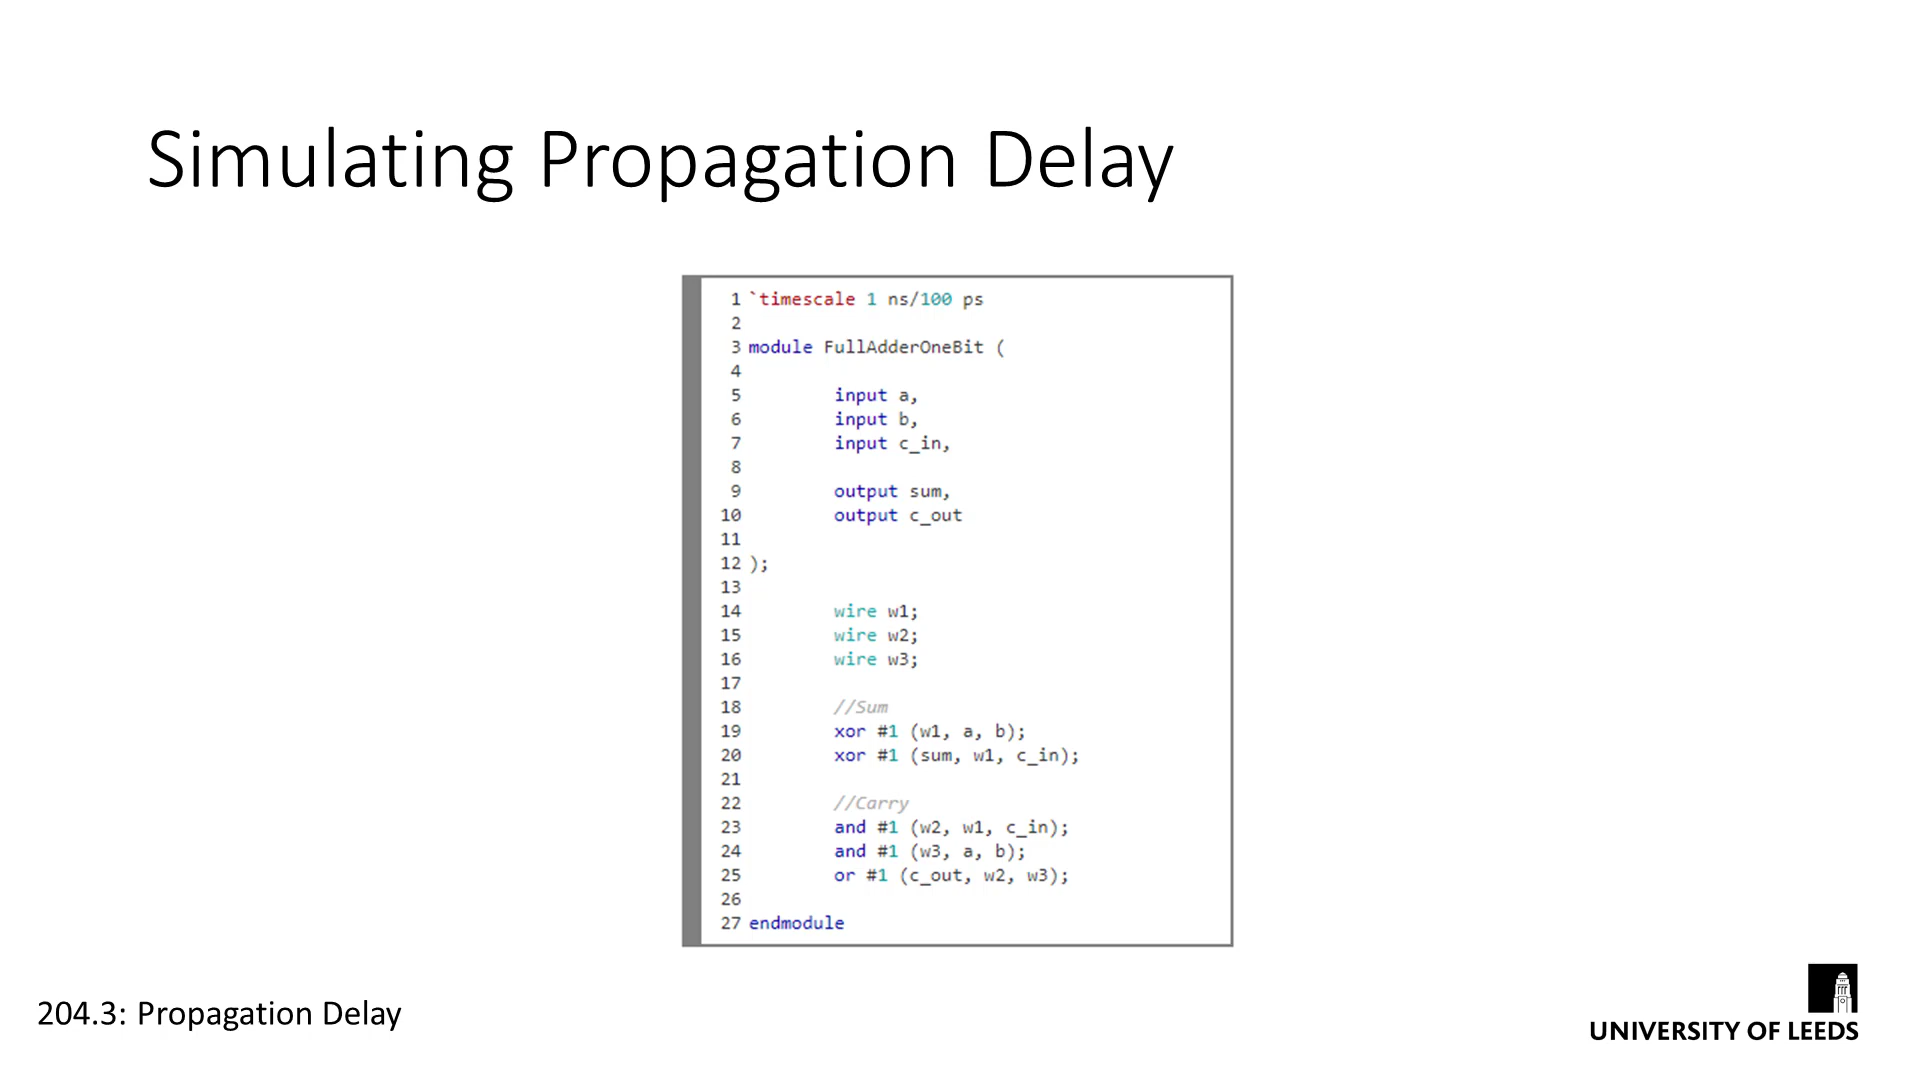 Simulating Propagation Delay
1 `timescale 1 ns/100 ps
2
3 module FullAdderOneBit (
4
5 input a,
6 input b,
7 input c_in,
8
9 output sum,
10 output c_out
11
12 );
13
14 wire w1;
15 wire w2;
16 wire w3;
17
18 //Sum
19 xor #1 (w1, a, b);
20 xor #1 (sum, w1, c_in);
21
22 //Carry
23 and #1 (w2, w1, c_in);
24 and #1 (w3, a, b);
25 or #1 (c_out, w2, w3);
26
27 endmodule
204.3: Propagation Delay
UNIVERSITY OF LEEDS